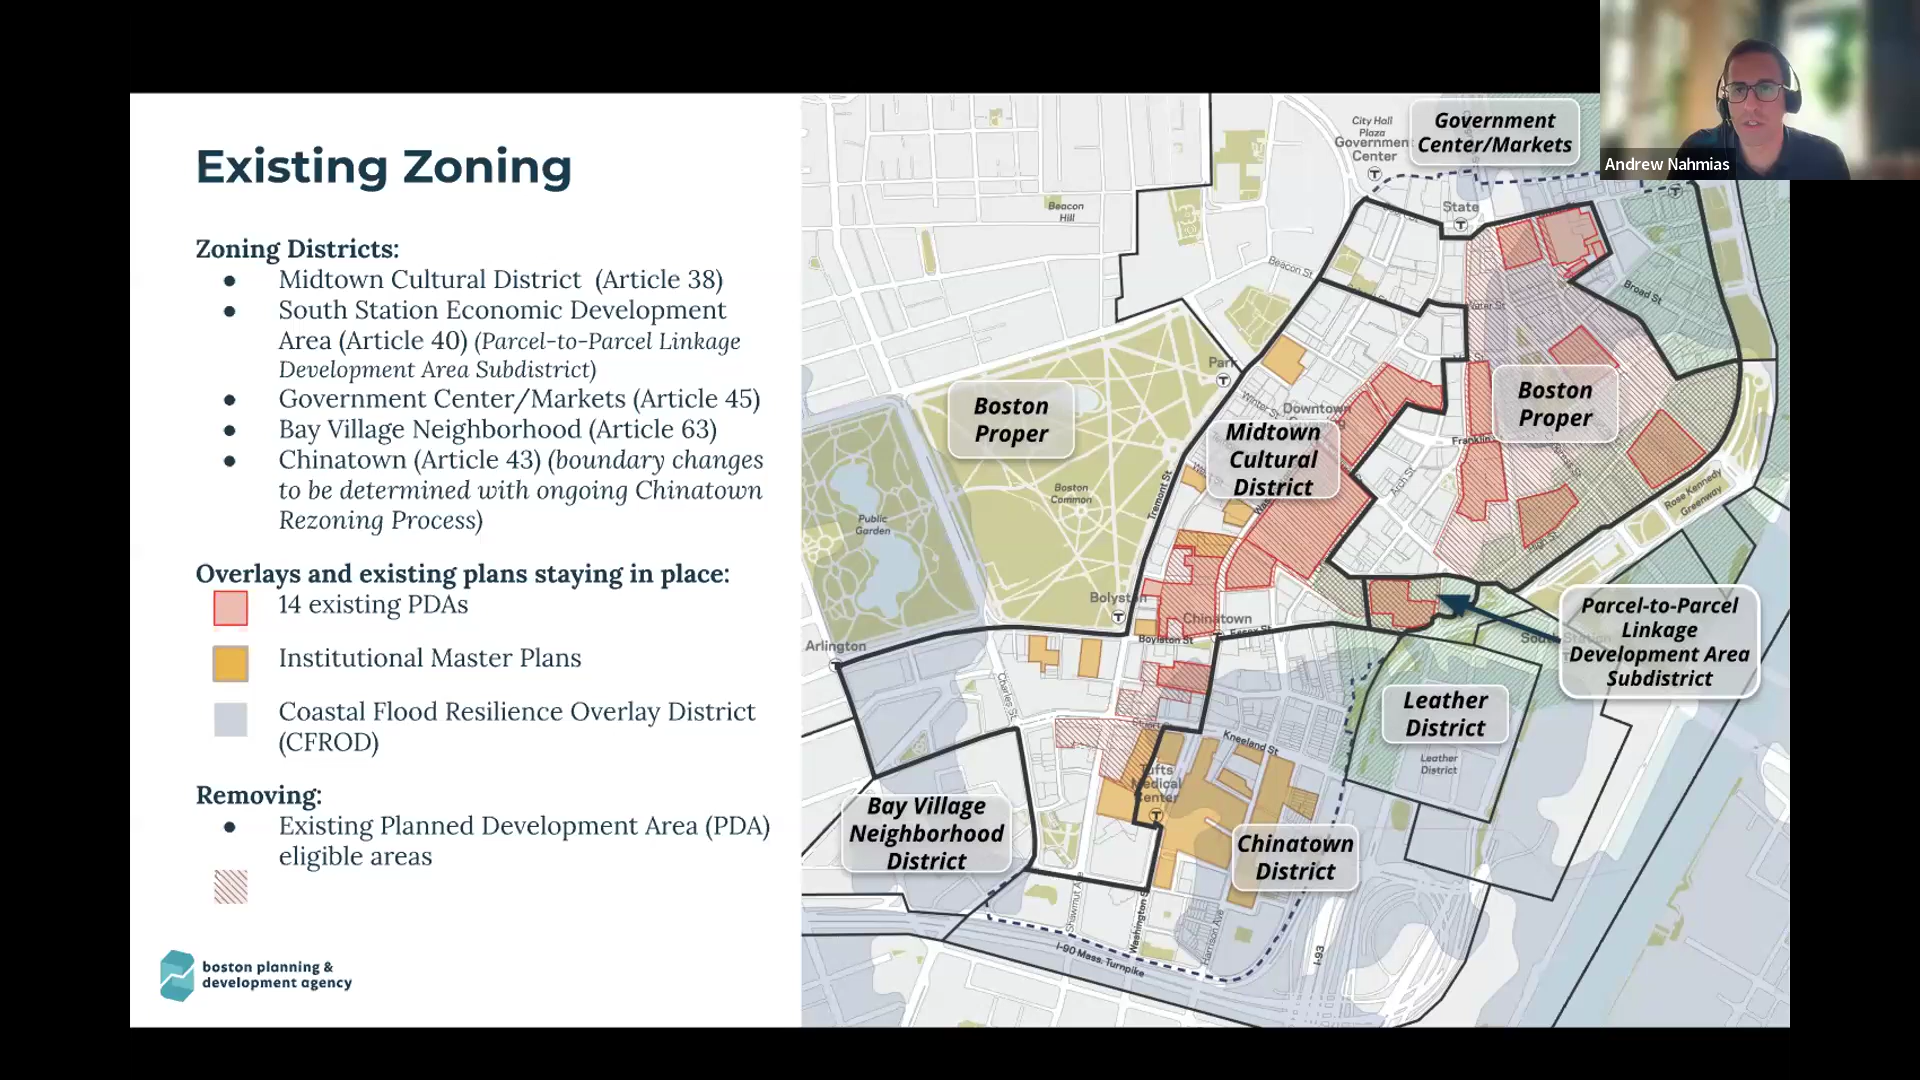 Existing Zoning
Zoning Districts:
● Midtown Cultural District (Article 38)
● South Station Economic Development
Area (Article 40) (Parcel-to-Parcel Linkage
Development Area Subdistrict)
● Government Center/Markets (Article 45)
● Bay Village Neighborhood (Article 63)
● Chinatown (Article 43) (boundary changes
to be determined with ongoing Chinatown
Rezoning Process)
Overlays and existing plans staying in place:
14 existing PDAs
Institutional Master Plans
Coastal Flood Resilience Overlay District
(CFROD)
Removing:
● Existing Planned Development Area (PDA)
eligible areas
boston planning &
development agency
Andrew Nahmias
Government
Center/Markets
City Hall
Plaza
Government
Center
State
Beacon
Hill
Beacon St
Broad St
Water St
Park
Winter St
Downtown
Boston
Proper
Midtown
Cultural
District
Boston
Proper
Franklin
Arch St
Tremont St
Boston
Common
Public
Garden
Rose Kennedy
Greenway
High St
Boylston
Chinatown
Essex St
Boylston St
Arlington
Charles St
Parcel-to-Parcel
Linkage
Development Area
Subdistrict
South Station
Leather
District
Leather
District
Kneeland St
Tufts
Medical
Center
Bay Village
Neighborhood
District
Chinatown
District
Shawmut Ave
Washington S
Harrison Ave
I-90 Mass. Turnpike
I-93